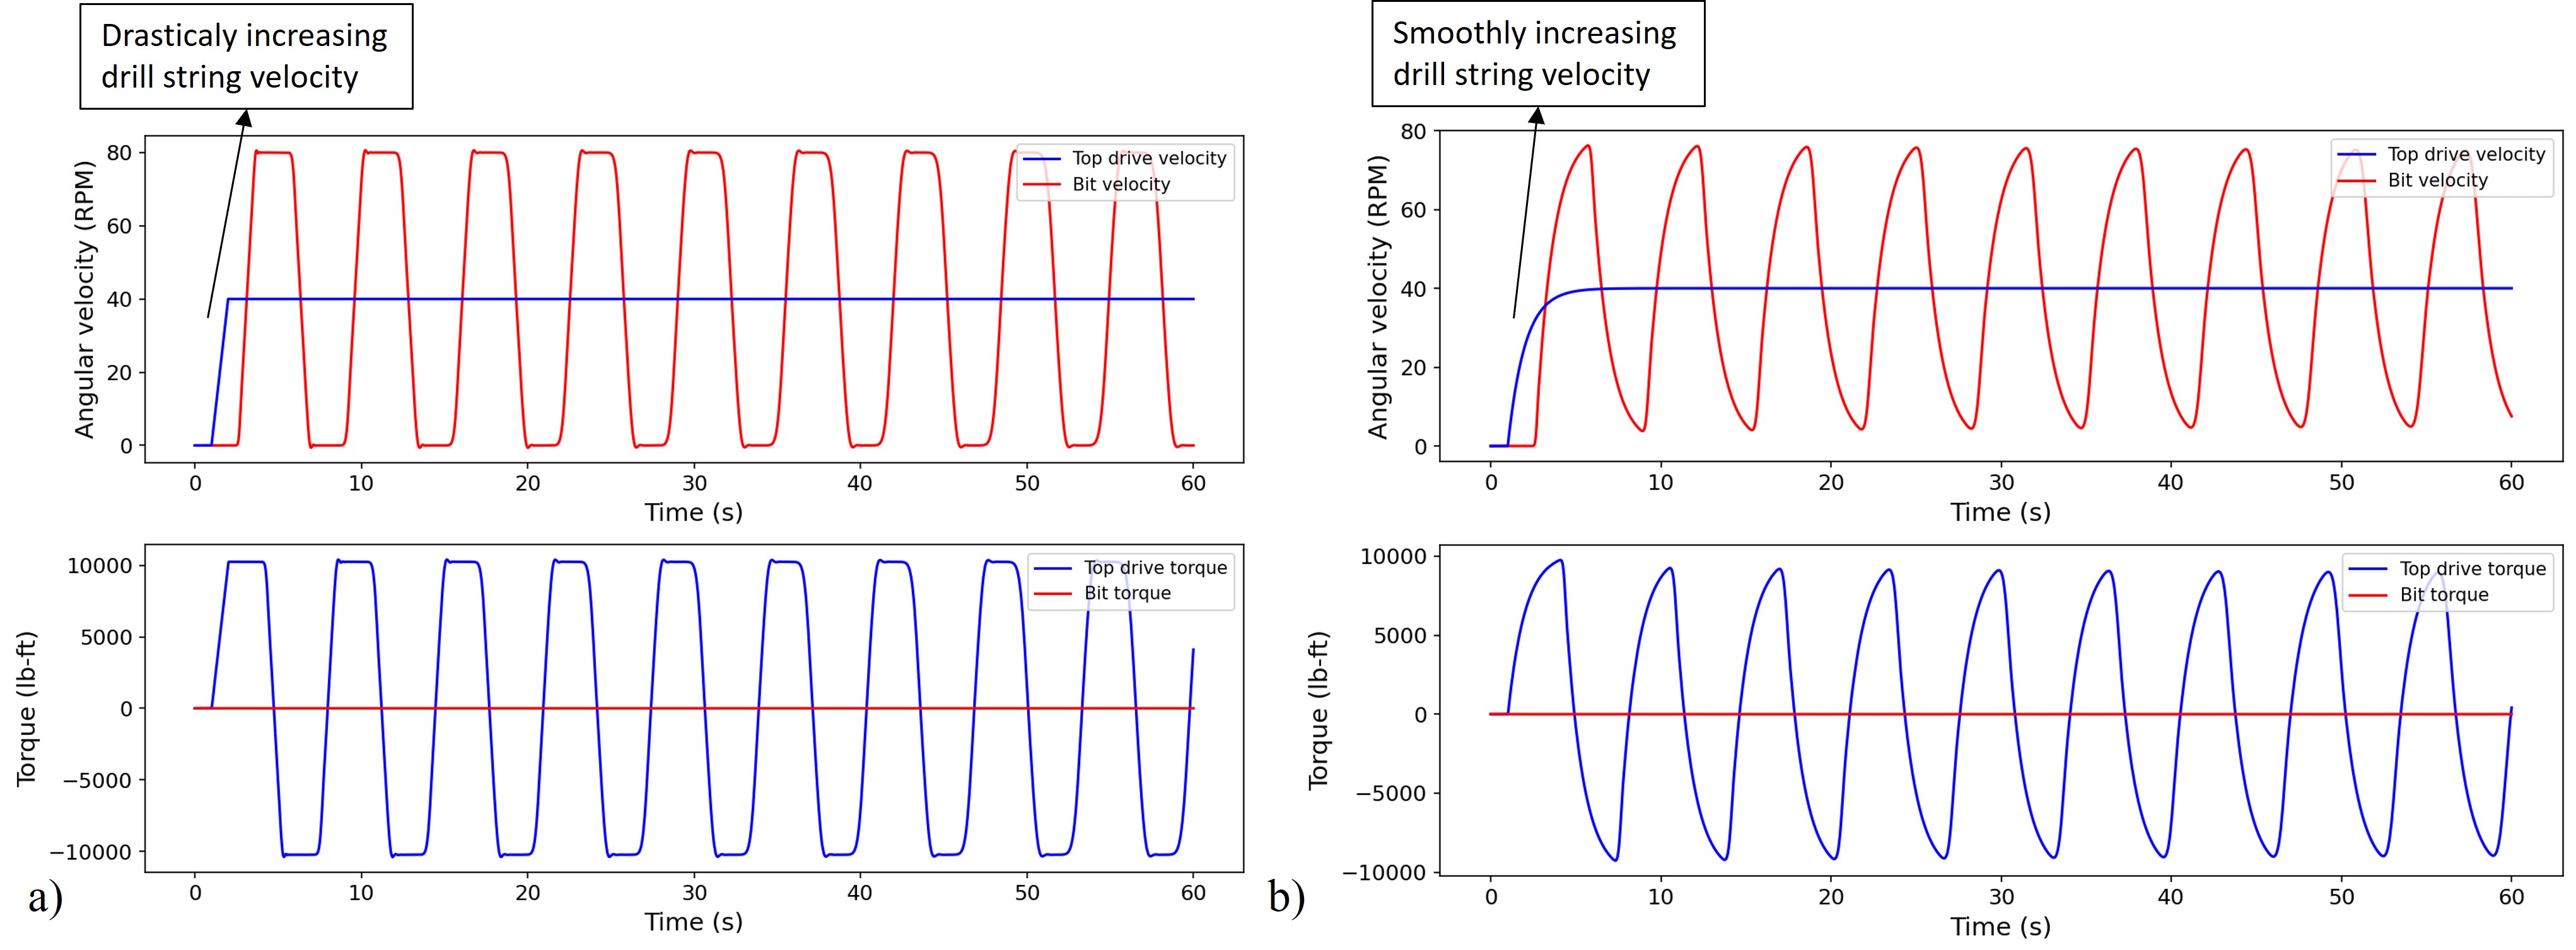 Drasticaly increasing
drill string velocity
80
60
40
20
0
Angular velocity (RPM)
Top drive velocity
Bit velocity
0 10 20 30 40 50 60
Time (s)
10000
5000
0
−5000
−10000
Torque (lb-ft)
Top drive torque
Bit torque
0 10 20 30 40 50 60
Time (s)
a)
Smoothly increasing
drill string velocity
80
60
40
20
0
Angular velocity (RPM)
Top drive velocity
Bit velocity
0 10 20 30 40 50 60
Time (s)
10000
5000
0
−5000
−10000
Torque (lb-ft)
Top drive torque
Bit torque
0 10 20 30 40 50 60
Time (s)
b)